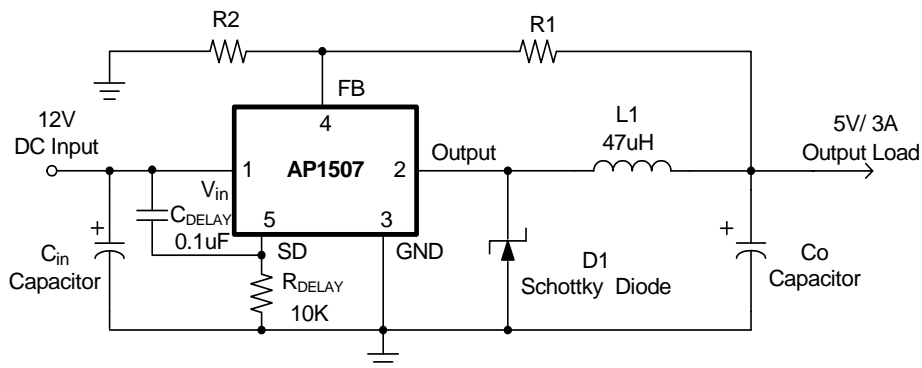 R2
R1
FB
4
12V
DC Input
L1
47uH
5V/ 3A
Output Load
1
AP1507
2
Output
Vin
CDELAY
0.1uF
5
SD
3
GND
Cin
Capacitor
RDELAY
10K
D1
Schottky Diode
Co
Capacitor
+
+